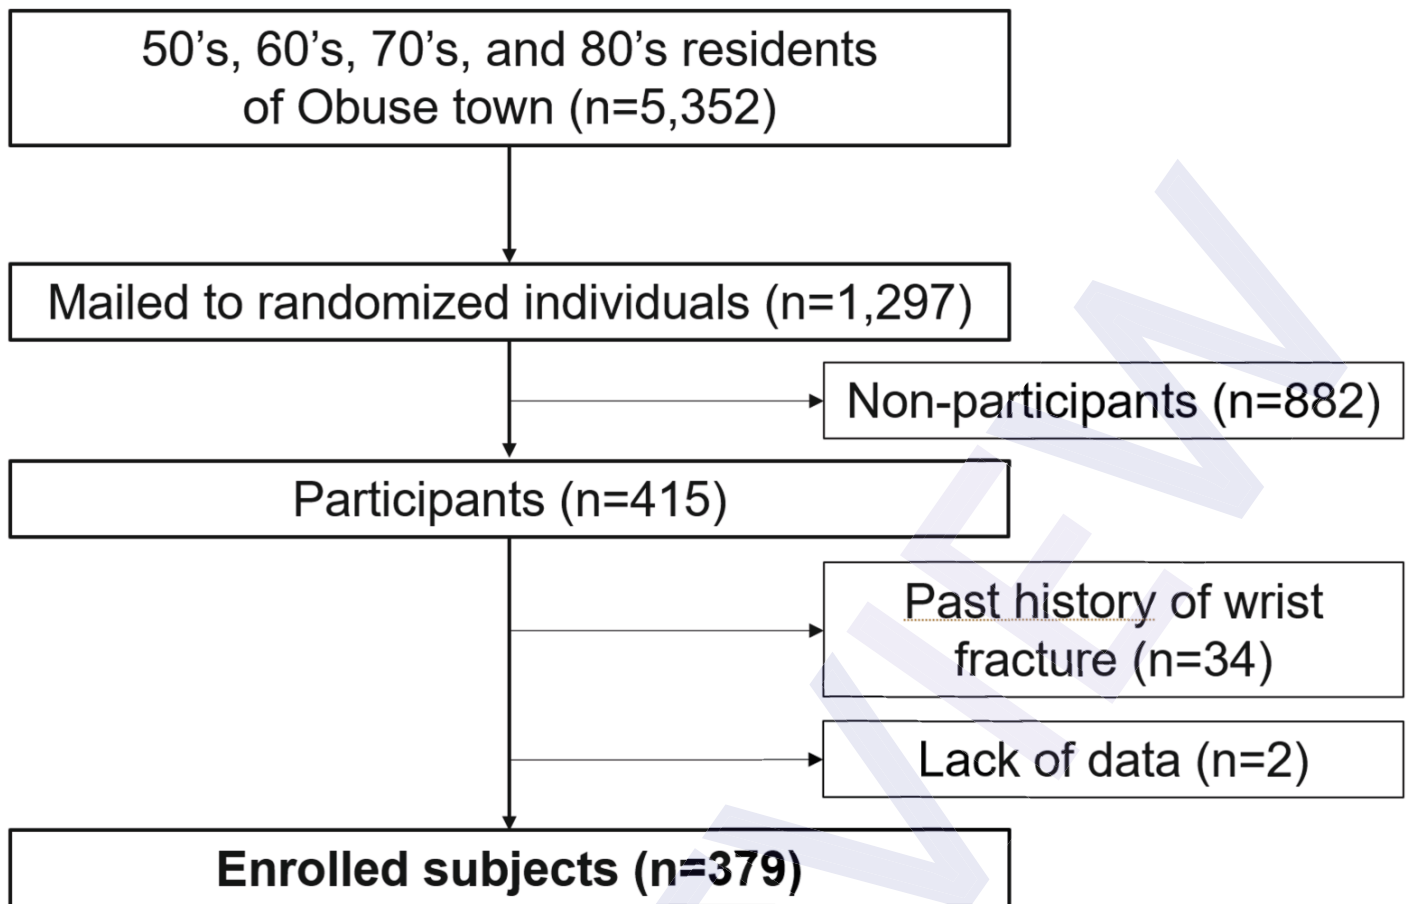 50’s, 60’s, 70’s, and 80’s residents
of Obuse town (n=5,352)
Mailed to randomized individuals (n=1,297)
Non-participants (n=882)
Participants (n=415)
Past history of wrist
fracture (n=34)
Lack of data (n=2)
Enrolled subjects (n=379)
VIEW